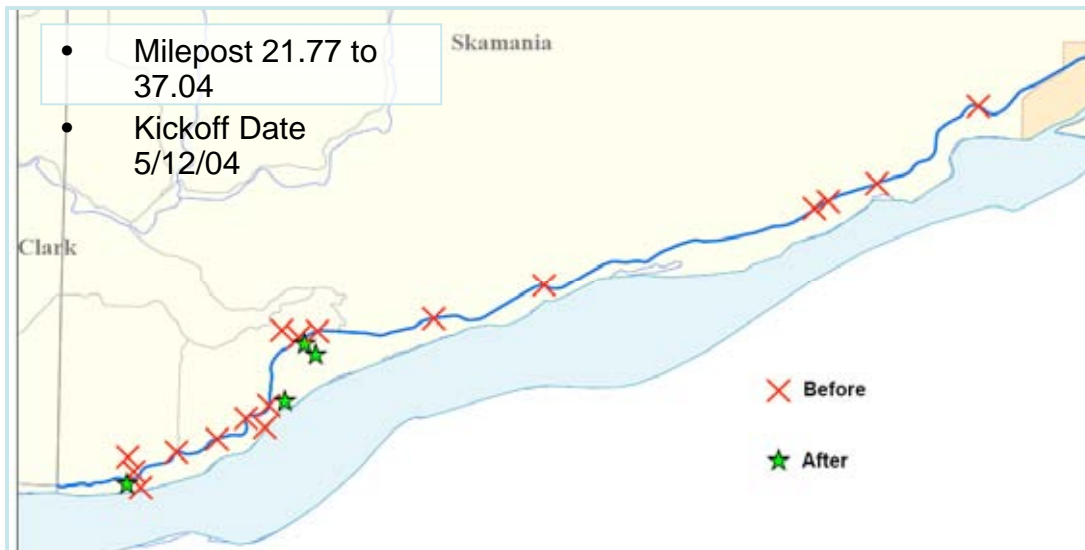 • Milepost 21.77 to
37.04
• Kickoff Date
5/12/04
Skamania
Clark
Before
After